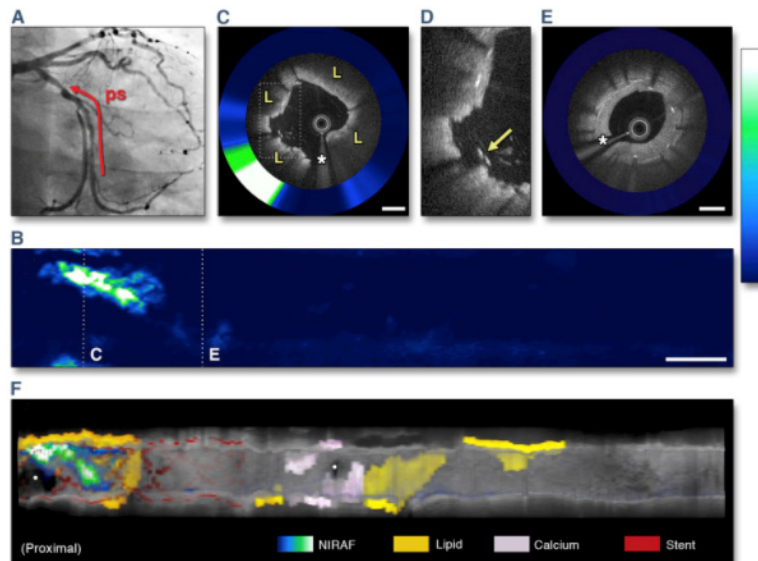 A
C
D
E
ps
L
L
L
L
*
*
B
C
E
F
*
*
(Proximal)
NIRAF
Lipid
Calcium
Stent